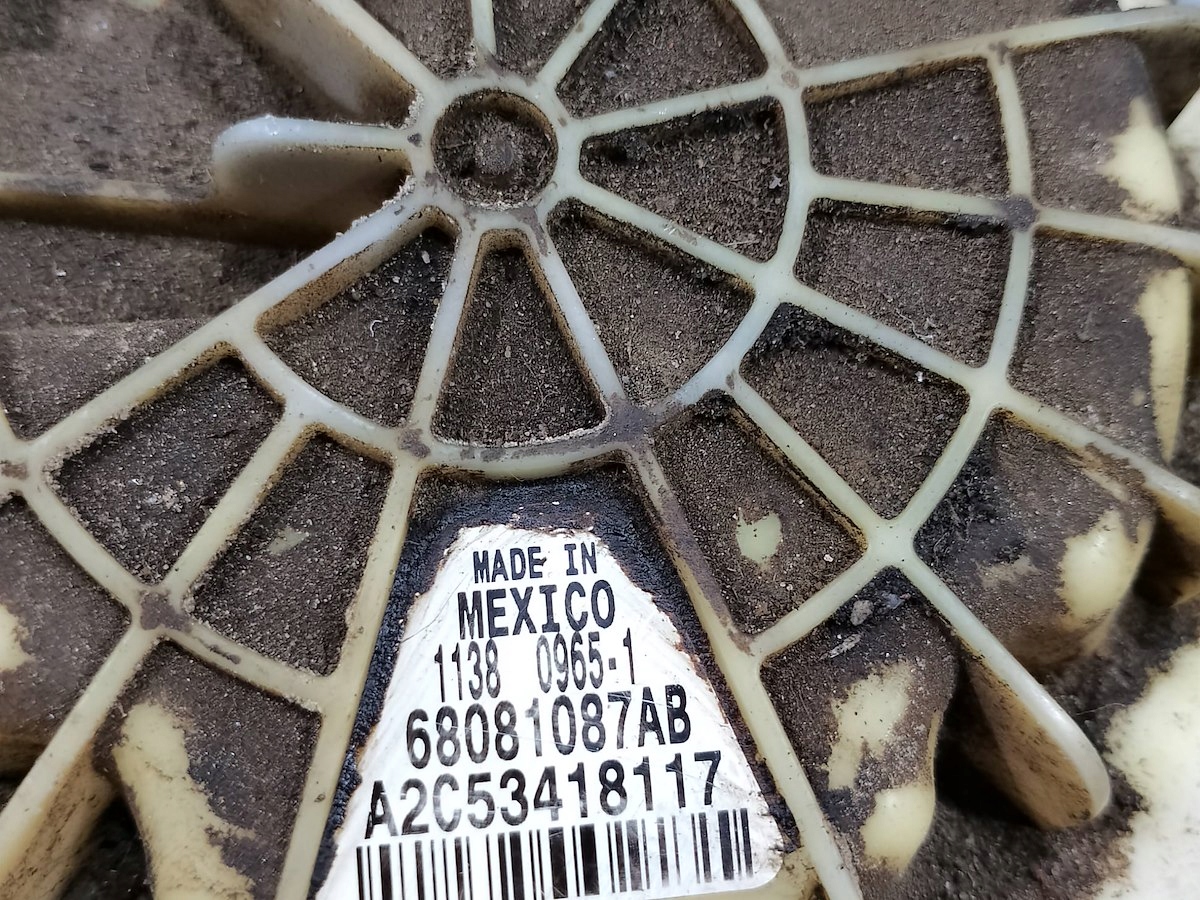 MADE IN
MEXICO
1138 0965-1
68081087AB
A2C53418117